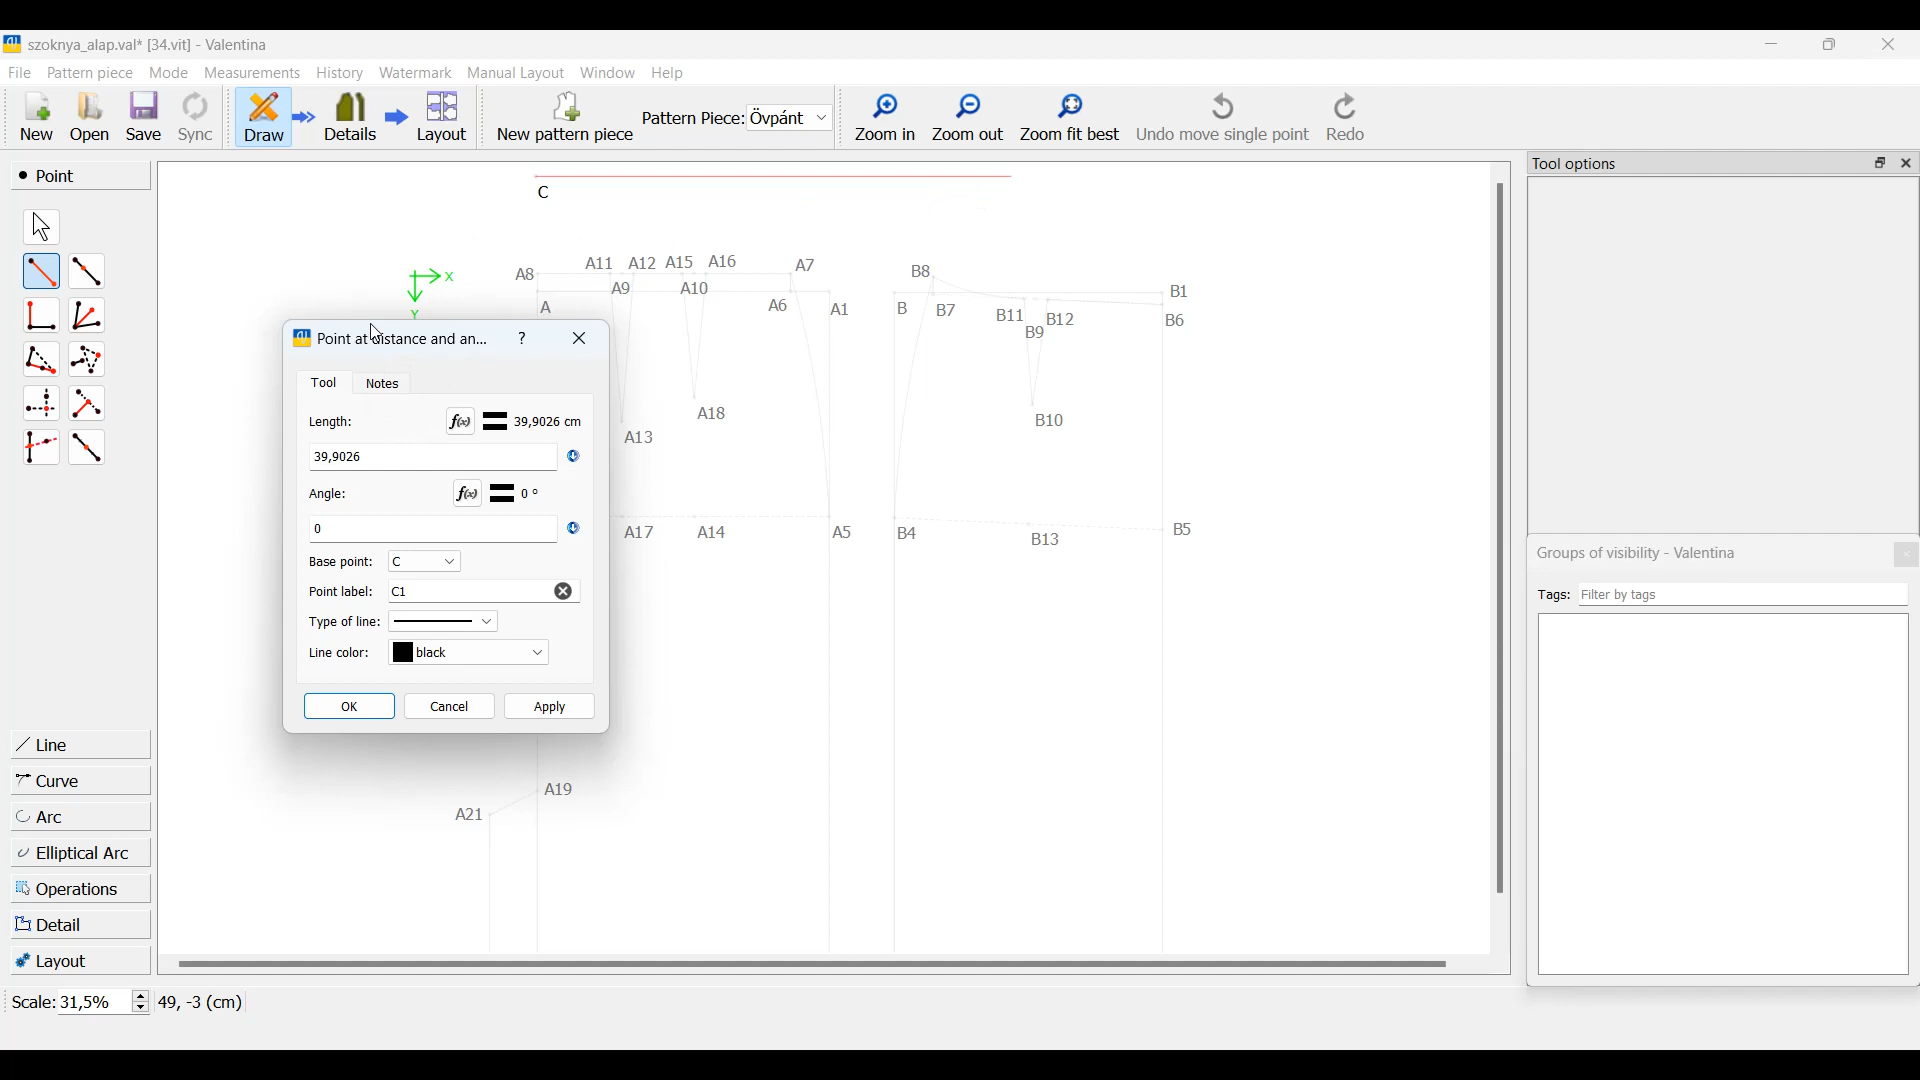 szoknya_alap.val* [34.vit] - Valentina
File Pattern piece Mode Measurements History Watermark Manual Layout Window Help
New Open Save Sync Draw Details Layout New pattern piece Pattern Piece: Övpánt Zoom in Zoom out Zoom fit best Undo move single point Redo
Point
Tool options
C
A8 A11 A12 A15 A16 A7 B8
X
A9 A10 A6 A1 B B7 B1
A
Y
B11 B12 B6
B9
Point at distance and an... ?
Tool Notes
Length: f(x) 39,9026 cm
39,9026
Angle: f(x) 0 °
0
Base point: C
Point label: C1
Type of line:
Line color: black
OK Cancel Apply
A18 B10
A13
A17 A14 A5 B4 B13 B5
Groups of visibility - Valentina
Tags: Filter by tags
A19
A21
Line
Curve
Arc
Elliptical Arc
Operations
Detail
Layout
Scale: 31,5% 49, -3 (cm)